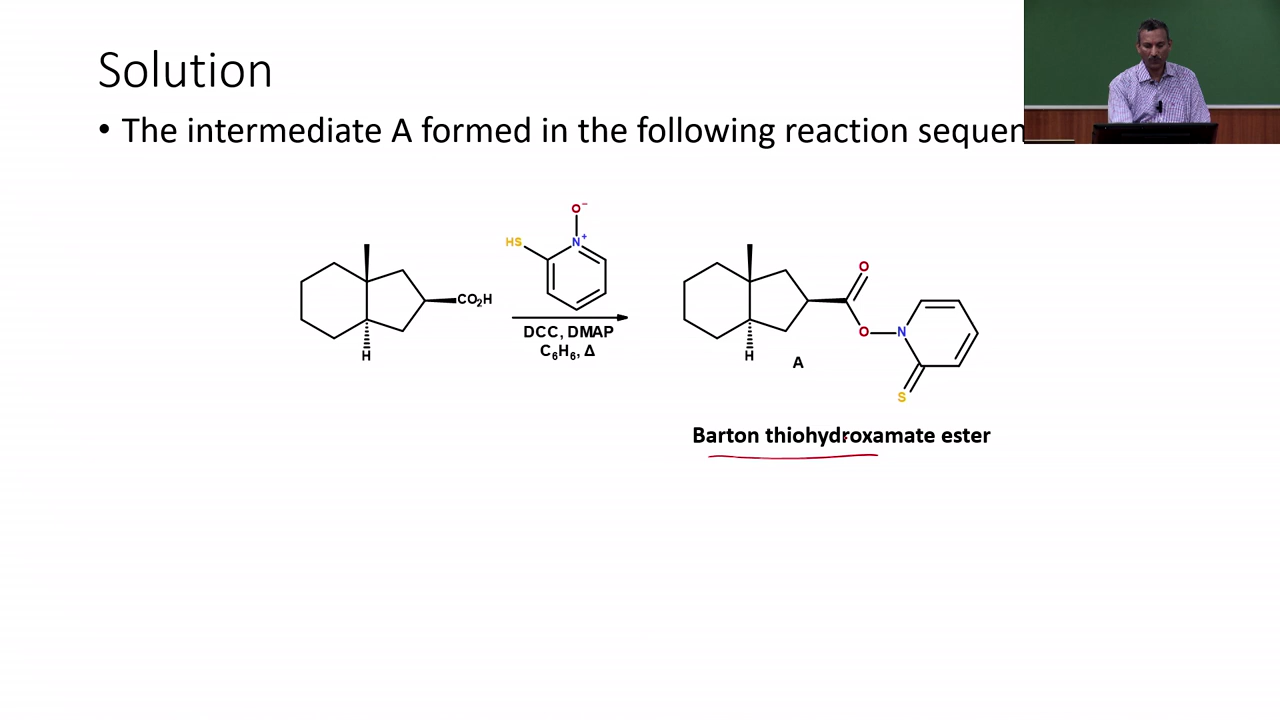 Solution
• The intermediate A formed in the following reaction sequen
O⁻
HS
N⁺
CO₂H
DCC, DMAP
C₆H₆, Δ
H
O
O
N
S
H
A
Barton thiohydroxamate ester